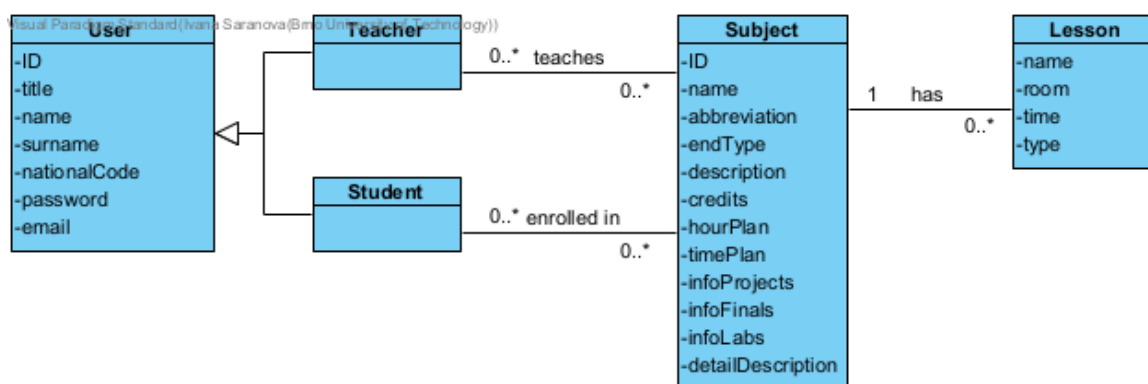 Visual Paradigm Standard(Ivana Saranova(Brno University of Technology))
User
-ID
-title
-name
-surname
-nationalCode
-password
-email
Teacher
Student
0..* teaches
0..*
0..* enrolled in
0..*
Subject
-ID
-name
-abbreviation
-endType
-description
-credits
-hourPlan
-timePlan
-infoProjects
-infoFinals
-infoLabs
-detailDescription
1 has
0..*
Lesson
-name
-room
-time
-type